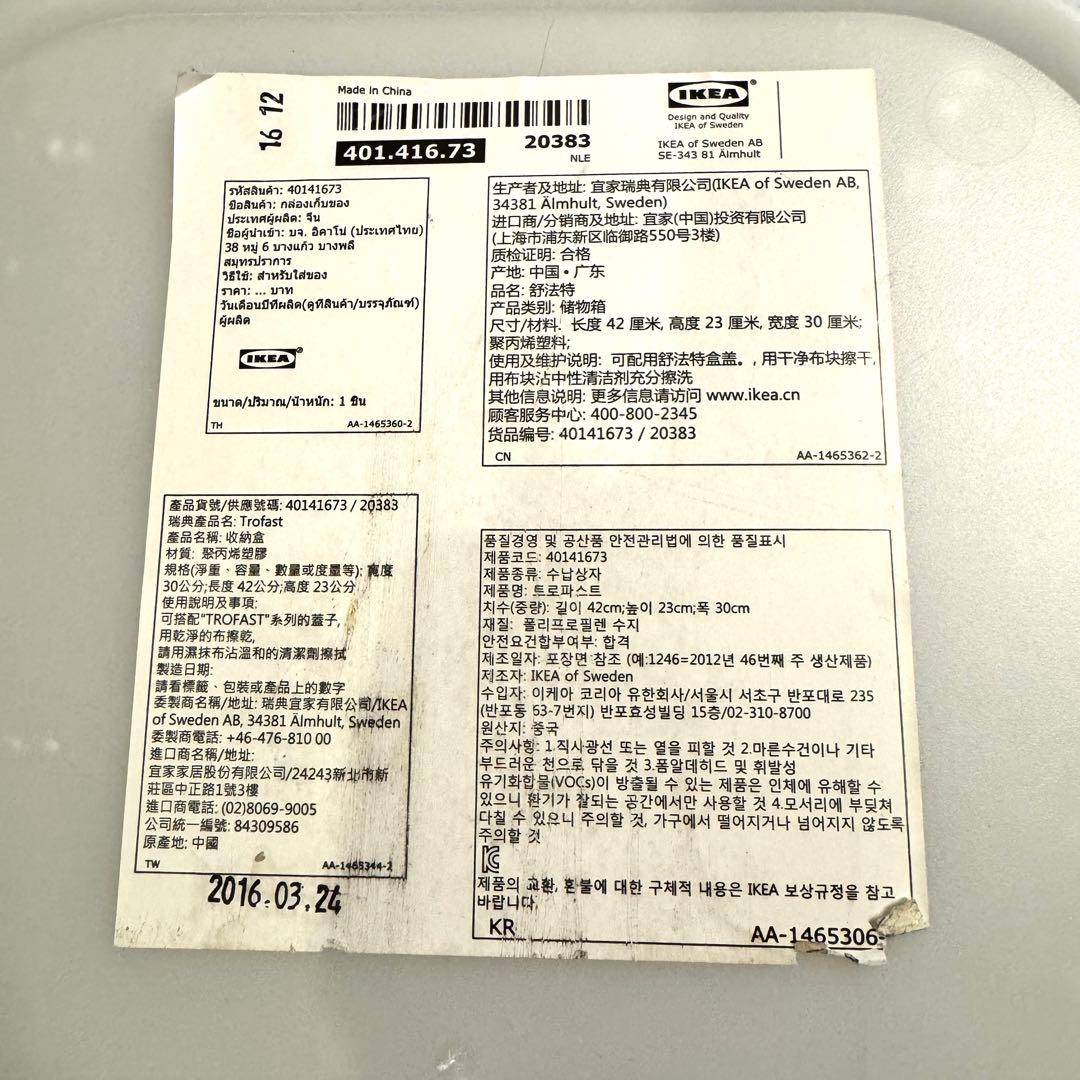 16 12
Made in China
401.416.73
20383
NLE
IKEA
Design and Quality
IKEA of Sweden
IKEA of Sweden AB
SE-343 81 Älmhult
รหัสสินค้า: 40141673
ชื่อสินค้า: กล่องเก็บของ
ประเทศผู้ผลิต: จีน
ชื่อผู้นำเข้า: บจ. อิคาโน่ (ประเทศไทย)
38 หมู่ 6 บางแก้ว บางพลี
สมุทรปราการ
วิธีใช้: สำหรับใส่ของ
ราคา: ... บาท
วันเดือนปีที่ผลิต(ดูที่สินค้า/บรรจุภัณฑ์)
ผู้ผลิต
IKEA
ขนาด/ปริมาณ/น้ำหนัก: 1 ชิ้น
TH AA-1465360-2
生产者及地址: 宜家瑞典有限公司(IKEA of Sweden AB,
34381 Älmhult, Sweden)
进口商/分销商及地址: 宜家(中国)投资有限公司
(上海市浦东新区临御路550号3楼)
质检证明: 合格
产地: 中国 • 广东
品名: 舒法特
产品类别: 储物箱
尺寸/材料: 长度 42 厘米, 高度 23 厘米, 宽度 30 厘米;
聚丙烯塑料;
使用及维护说明: 可配用舒法特盒盖。, 用干净布块擦干,
用布块沾中性清洁剂充分擦洗
其他信息说明: 更多信息请访问 www.ikea.cn
顾客服务中心: 400-800-2345
货品编号: 40141673 / 20383
CN AA-1465362-2
產品貨號/供應號碼: 40141673 / 20383
瑞典產品名: Trofast
產品名稱: 收納盒
材質: 聚丙烯塑膠
規格(淨重、容量、數量或度量等): 寬度
30公分;長度 42公分;高度 23公分
使用說明及事項:
可搭配"TROFAST"系列的蓋子,
用乾淨的布擦乾,
請用濕抹布沾溫和的清潔劑擦拭
製造日期:
請看標籤、包裝或產品上的數字
委製商名稱/地址: 瑞典宜家有限公司/IKEA
of Sweden AB, 34381 Älmhult, Sweden
委製商電話: +46-476-810 00
進口商名稱/地址:
宜家家居股份有限公司/24243新北市新
莊區中正路1號3樓
進口商電話: (02)8069-9005
公司統一編號: 84309586
原產地: 中國
TW AA-1465344-2
2016.03.24
품질경영 및 공산품 안전관리법에 의한 품질표시
제품코드: 40141673
제품종류: 수납상자
제품명: 트로파스트
치수(중량): 길이 42cm;높이 23cm;폭 30cm
재질: 폴리프로필렌 수지
안전요건합부여부: 합격
제조일자: 포장면 참조 (예:1246=2012년 46번째 주 생산제품)
제조자: IKEA of Sweden
수입자: 이케아 코리아 유한회사/서울시 서초구 반포대로 235
(반포동 63-7번지) 반포효성빌딩 15층/02-310-8700
원산지: 중국
주의사항: 1.직사광선 또는 열을 피할 것 2.마른수건이나 기타
부드러운 천으로 닦을 것 3.폼알데히드 및 휘발성
유기화합물(VOCs)이 방출될 수 있는 제품은 인체에 유해할 수
있으니 환기가 잘되는 공간에서만 사용할 것 4.모서리에 부딪쳐
다칠 수 있으니 주의할 것, 가구에서 떨어지거나 넘어지지 않도록
주의할 것
제품의 교환, 환불에 대한 구체적 내용은 IKEA 보상규정을 참고
바랍니다.
KR AA-1465306-